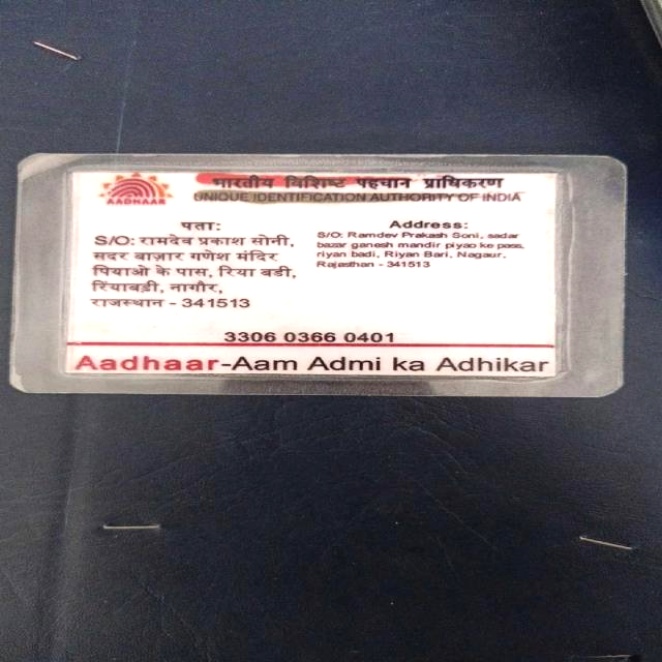 AADHAAR
भारतीय विशिष्ट पहचान प्राधिकरण
UNIQUE IDENTIFICATION AUTHORITY OF INDIA
पता:
S/O: रामदेव प्रकाश सोनी,
सदर बाज़ार गणेश मंदिर
पियाओ के पास, रिया बडी,
रियाबड़ी, नागौर,
राजस्थान - 341513
Address:
S/O: Ramdev Prakash Soni, sadar
bazar ganesh mandir piyao ke pass,
riyan badi, Riyan Bari, Nagaur,
Rajasthan - 341513
3306 0366 0401
Aadhaar-Aam Admi ka Adhikar